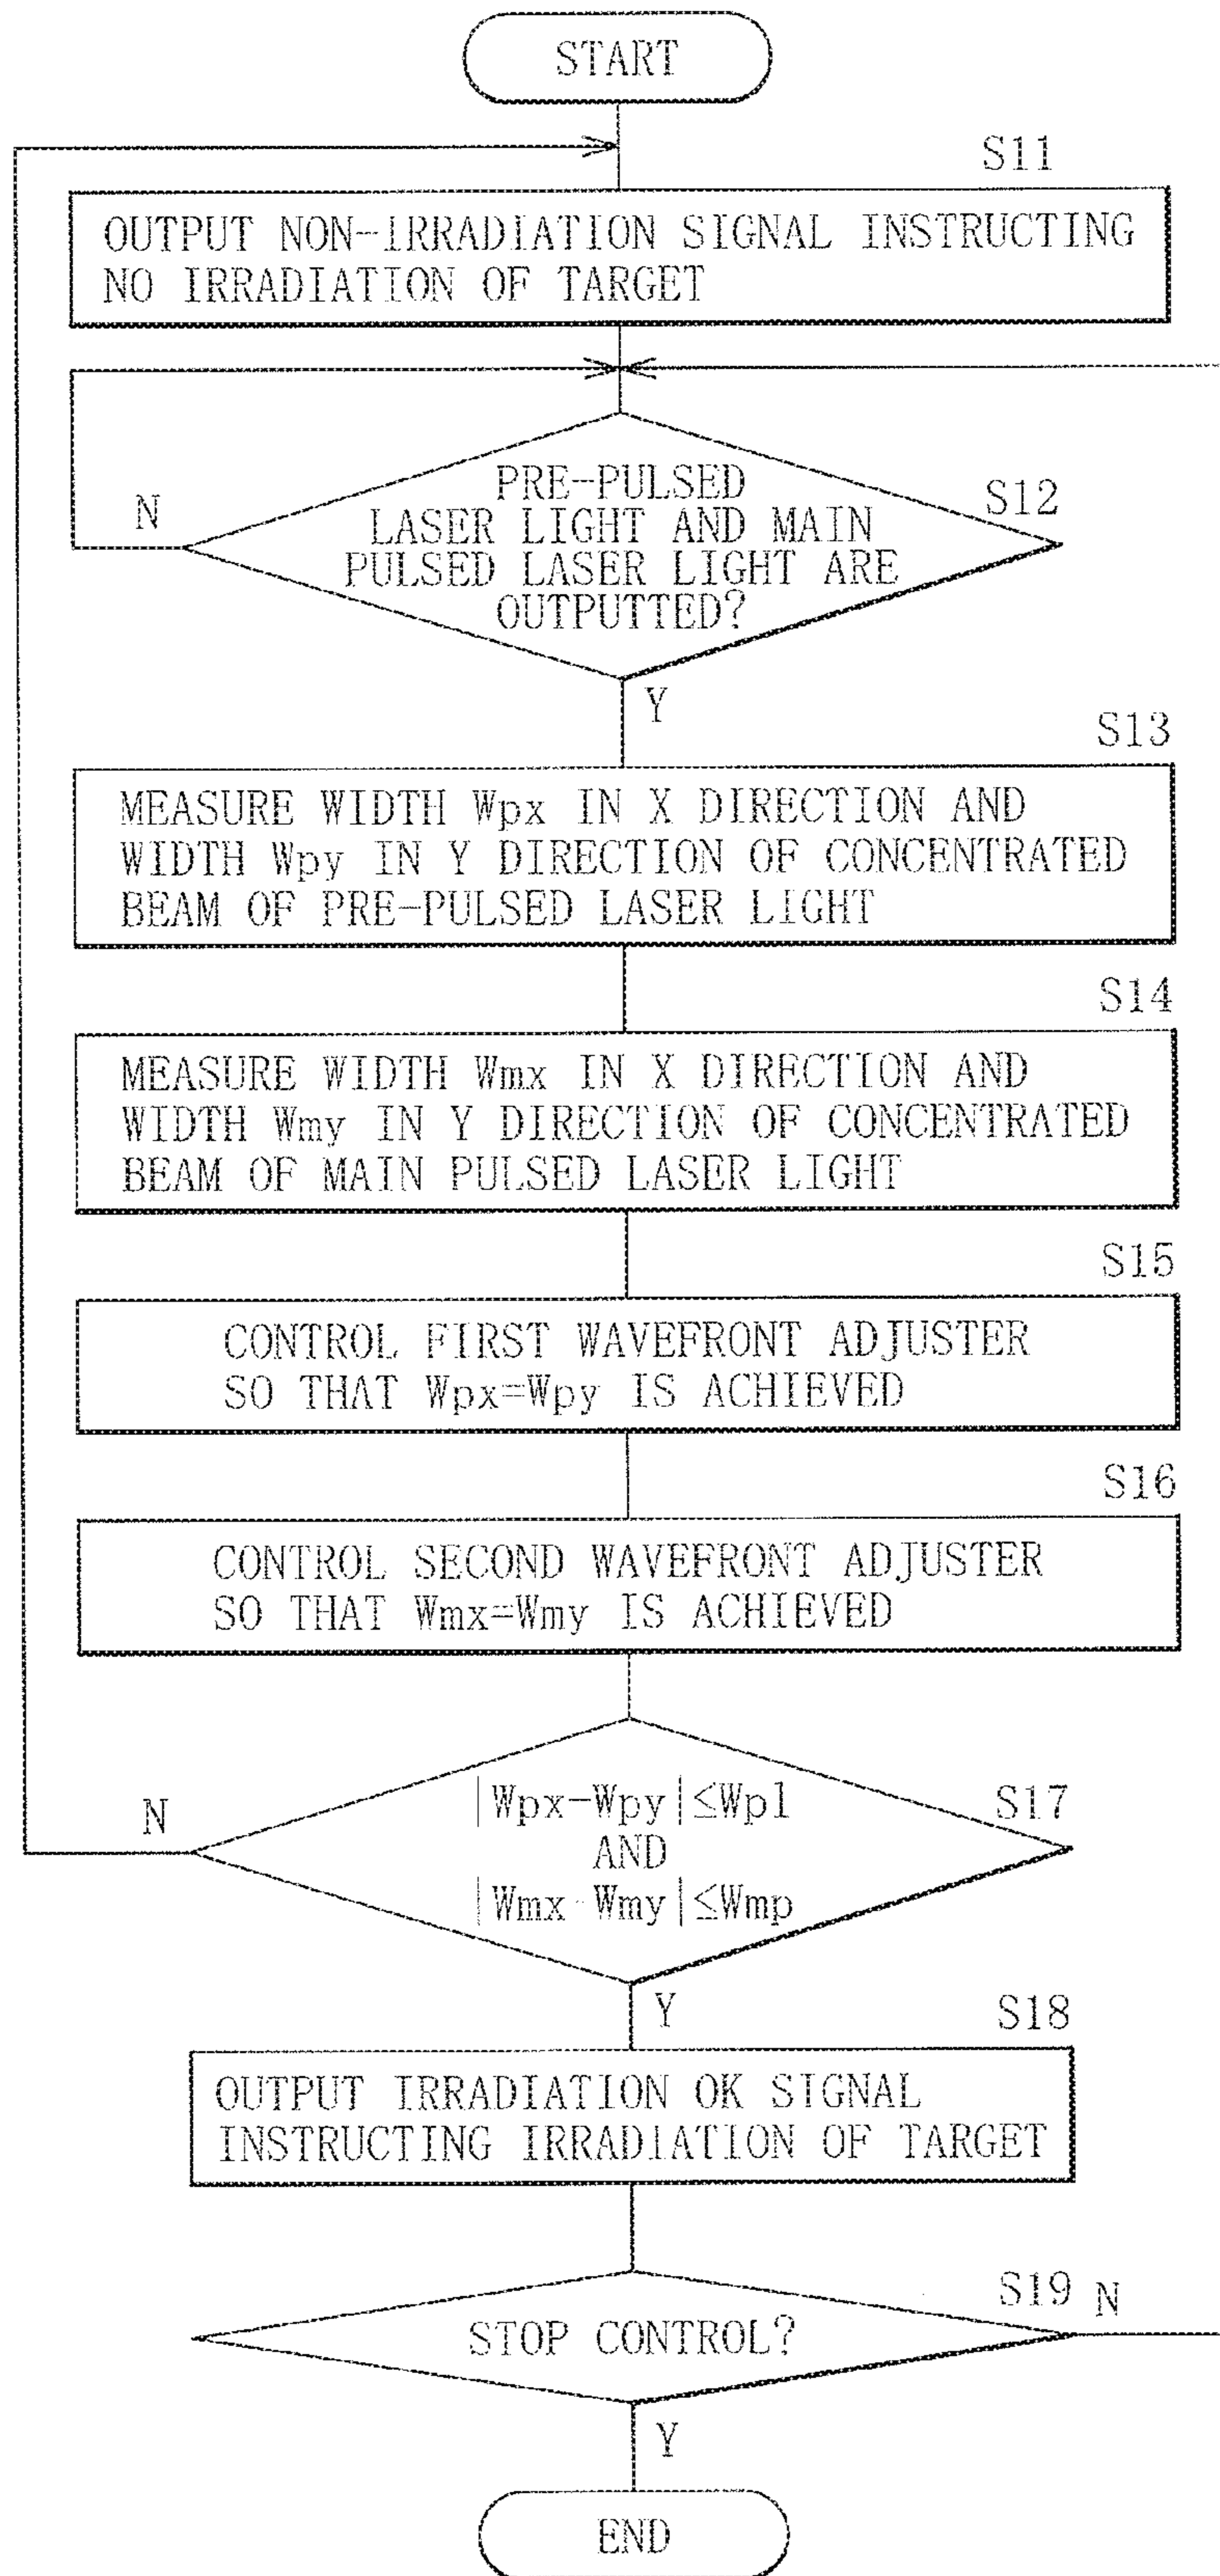 START
S11
OUTPUT NON-IRRADIATION SIGNAL INSTRUCTING
NO IRRADIATION OF TARGET
S12
N
PRE-PULSED
LASER LIGHT AND MAIN
PULSED LASER LIGHT ARE
OUTPUTTED?
Y
S13
MEASURE WIDTH Wpx IN X DIRECTION AND
WIDTH Wpy IN Y DIRECTION OF CONCENTRATED
BEAM OF PRE-PULSED LASER LIGHT
S14
MEASURE WIDTH Wmx IN X DIRECTION AND
WIDTH Wmy IN Y DIRECTION OF CONCENTRATED
BEAM OF MAIN PULSED LASER LIGHT
S15
CONTROL FIRST WAVEFRONT ADJUSTER
SO THAT Wpx=Wpy IS ACHIEVED
S16
CONTROL SECOND WAVEFRONT ADJUSTER
SO THAT Wmx=Wmy IS ACHIEVED
S17
N
|Wpx-Wpy|≤Wpl
AND
|Wmx-Wmy|≤Wmp
Y
S18
OUTPUT IRRADIATION OK SIGNAL
INSTRUCTING IRRADIATION OF TARGET
S19
N
STOP CONTROL?
Y
END